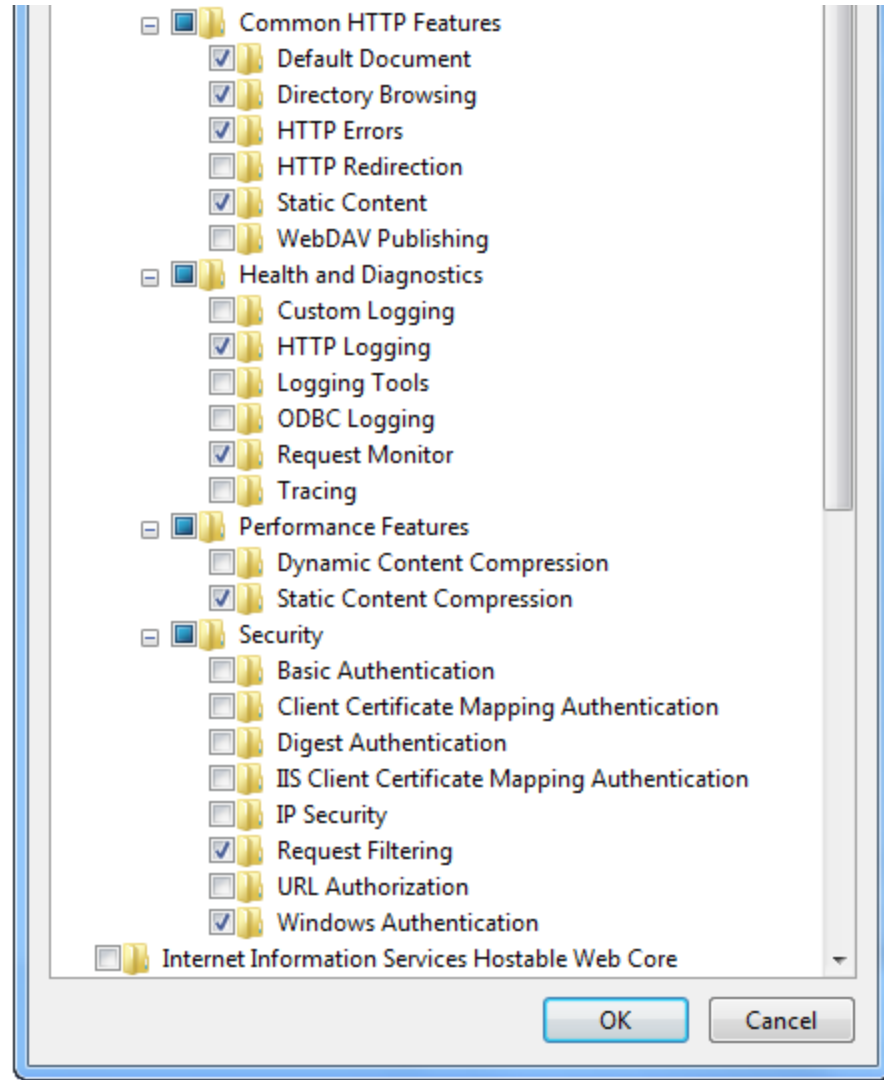 Common HTTP Features
Default Document
Directory Browsing
HTTP Errors
HTTP Redirection
Static Content
WebDAV Publishing
Health and Diagnostics
Custom Logging
HTTP Logging
Logging Tools
ODBC Logging
Request Monitor
Tracing
Performance Features
Dynamic Content Compression
Static Content Compression
Security
Basic Authentication
Client Certificate Mapping Authentication
Digest Authentication
IIS Client Certificate Mapping Authentication
IP Security
Request Filtering
URL Authorization
Windows Authentication
Internet Information Services Hostable Web Core
OK Cancel